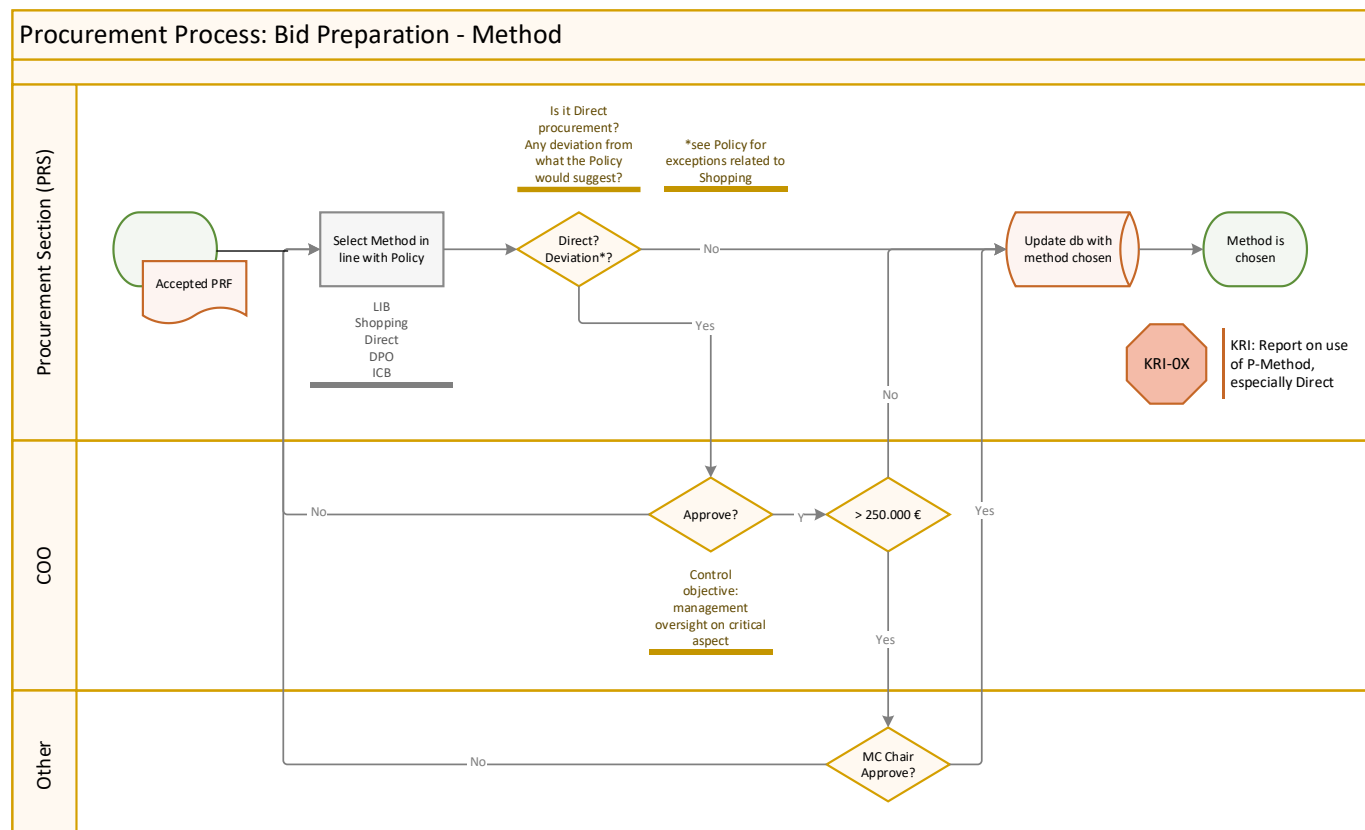 Procurement Process: Bid Preparation - Method
Procurement Section (PRS)
Is it Direct
procurement?
Any deviation from
what the Policy
would suggest?
*see Policy for
exceptions related to
Shopping
Accepted PRF
Select Method in
line with Policy
LIB
Shopping
Direct
DPO
ICB
Direct?
Deviation*?
No
Yes
Update db with
method chosen
Method is
chosen
KRI-0X
KRI: Report on use
of P-Method,
especially Direct
No
COO
No
Approve?
Y
> 250.000 €
Yes
Control
objective:
management
oversight on critical
aspect
Yes
Other
No
MC Chair
Approve?